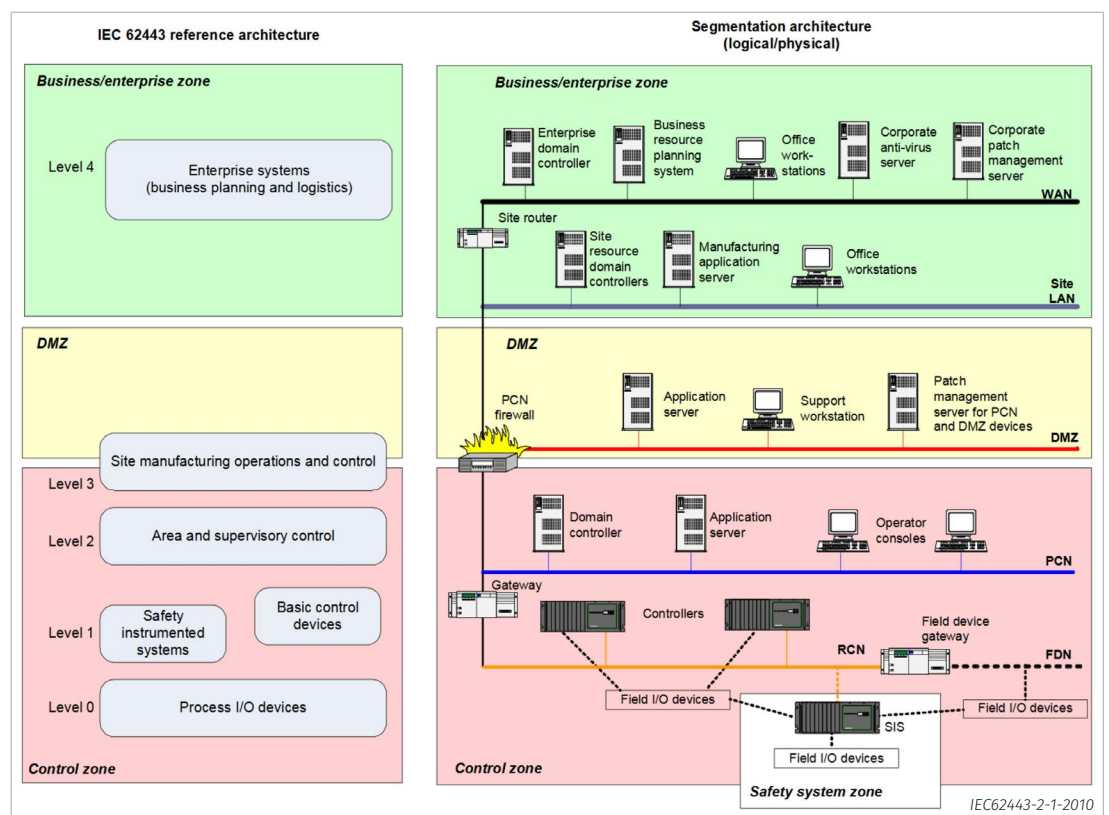 IEC 62443 reference architecture
Business/enterprise zone
Level 4
Enterprise systems
(business planning and logistics)
DMZ
Site manufacturing operations and control
Level 3
Level 2
Area and supervisory control
Level 1
Safety
instrumented
systems
Basic control
devices
Level 0
Process I/O devices
Control zone
Segmentation architecture
(logical/physical)
Business/enterprise zone
Enterprise
domain
controller
Business
resource
planning
system
Office
work-
stations
Corporate
anti-virus
server
Corporate
patch
management
server
WAN
Site router
Site
resource
domain
controllers
Manufacturing
application
server
Office
workstations
Site
LAN
DMZ
PCN
firewall
Application
server
Support
workstation
Patch
management
server for PCN
and DMZ devices
DMZ
Domain
controller
Application
server
Operator
consoles
PCN
Gateway
Controllers
Field device
gateway
RCN
FDN
Field I/O devices
SIS
Field I/O devices
Field I/O devices
Control zone
Safety system zone
IEC62443-2-1-2010